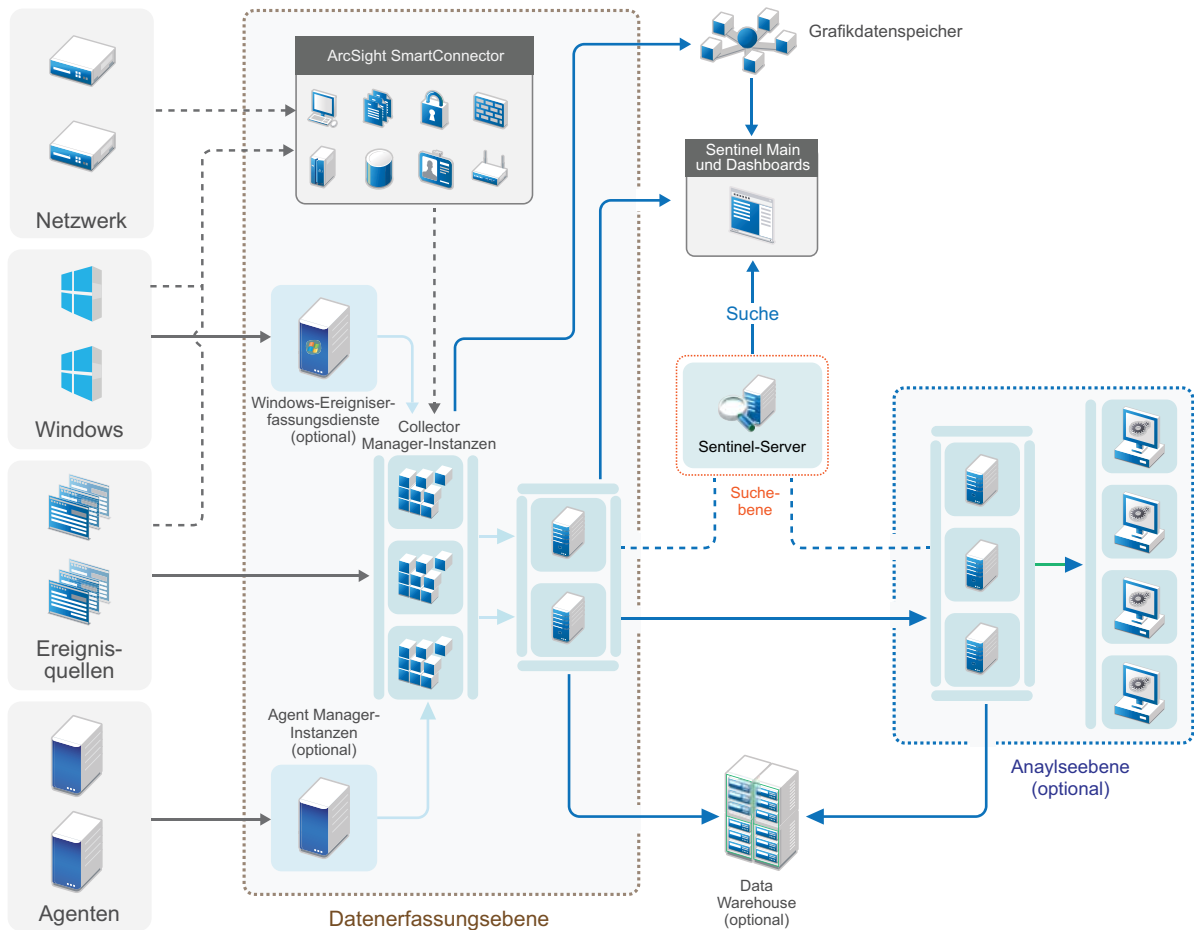 Netzwerk
Windows
Ereignis-
quellen
Agenten
ArcSight SmartConnector
Windows-Ereigniser-
fassungsdienste
(optional)
Collector
Manager-Instanzen
Agent Manager-
Instanzen
(optional)
Datenerfassungsebene
Grafikdatenspeicher
Sentinel Main
und Dashboards
Suche
Sentinel-Server
Suche-
bene
Anaylseebene
(optional)
Data
Warehouse
(optional)